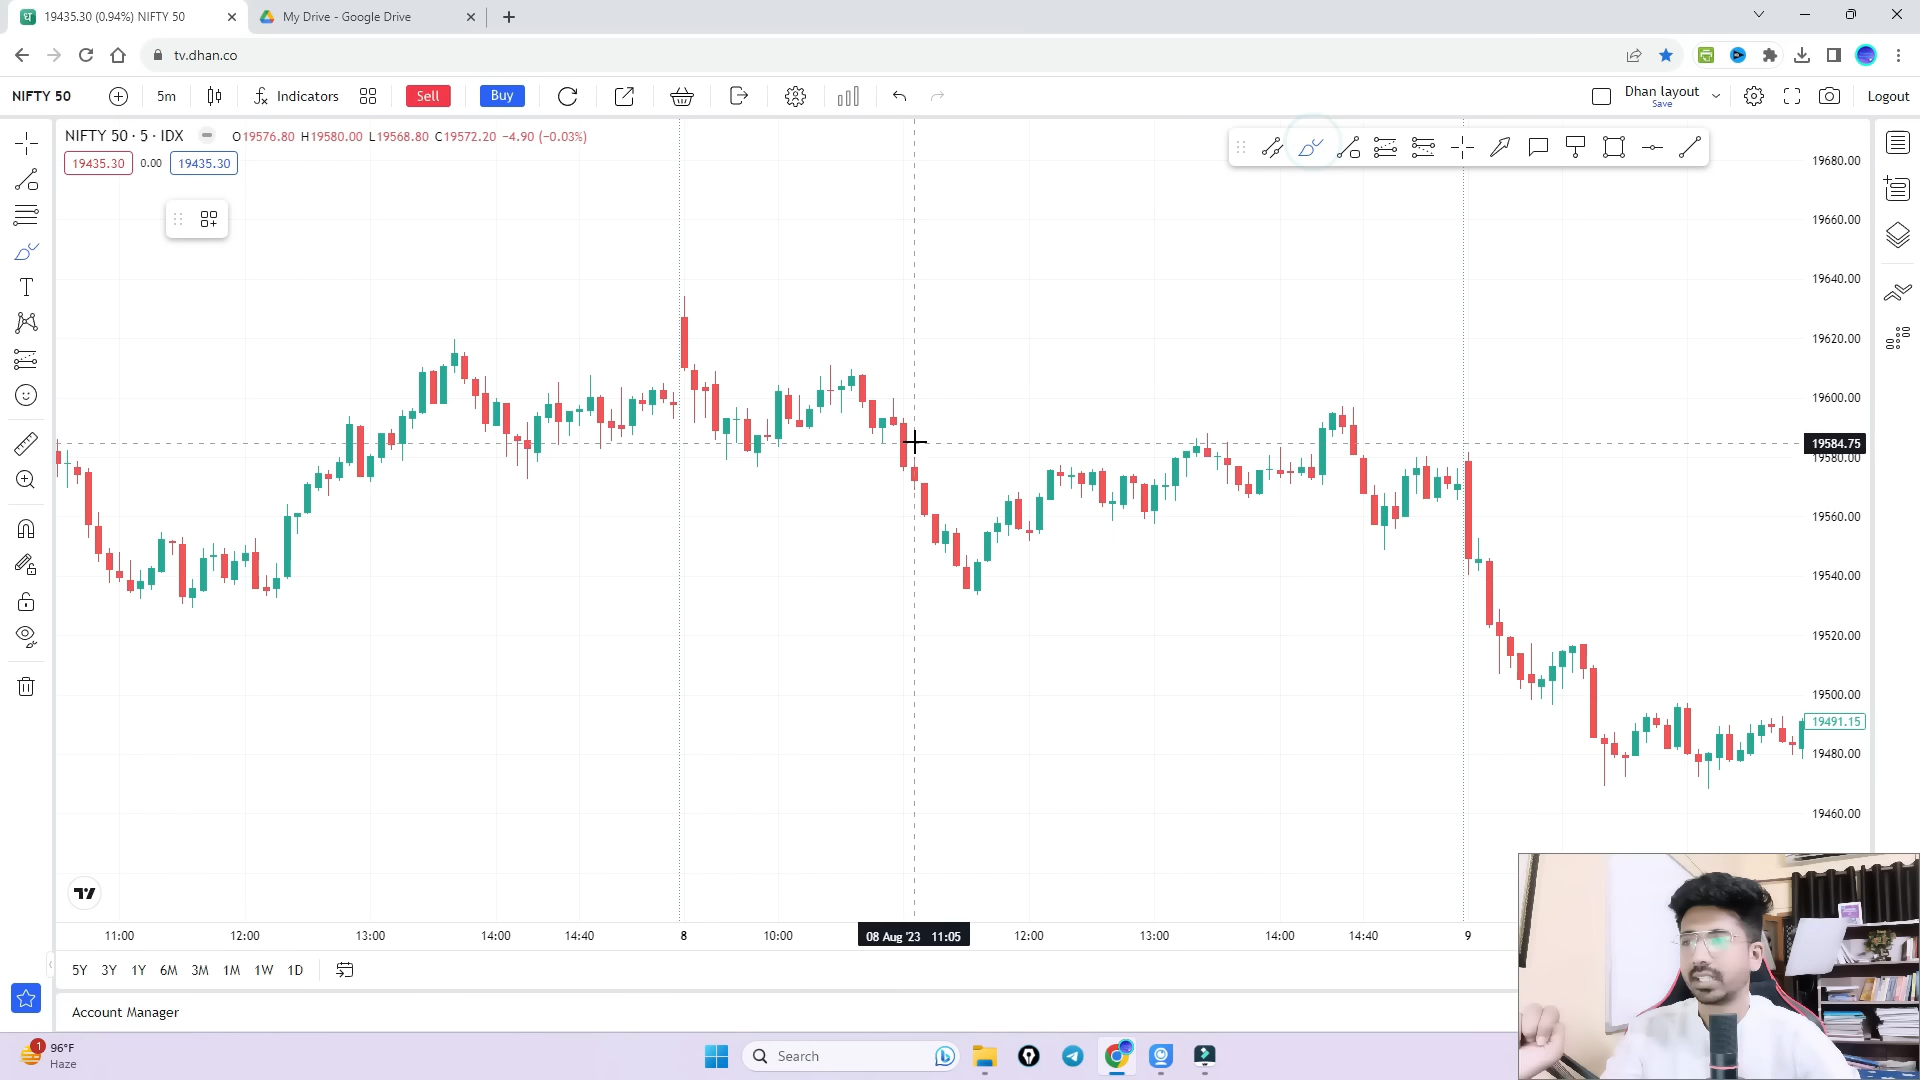 19435.30 (0.94%) NIFTY 50
My Drive - Google Drive
tv.dhan.co
NIFTY 50
5m
Indicators
Sell
Buy
Dhan layout
Save
Logout
NIFTY 50 · 5 · IDX
O19576.80 H19580.00 L19568.80 C19572.20 −4.90 (−0.03%)
19435.30 0.00 19435.30
19680.00
19660.00
19640.00
19620.00
19600.00
19584.75
19580.00
19560.00
19540.00
19520.00
19500.00
19491.15
19480.00
19460.00
11:00 12:00 13:00 14:00 14:40 8 10:00 08 Aug '23 11:05 12:00 13:00 14:00 14:40 9
5Y 3Y 1Y 6M 3M 1M 1W 1D
Account Manager
1
96°F
Haze
Search